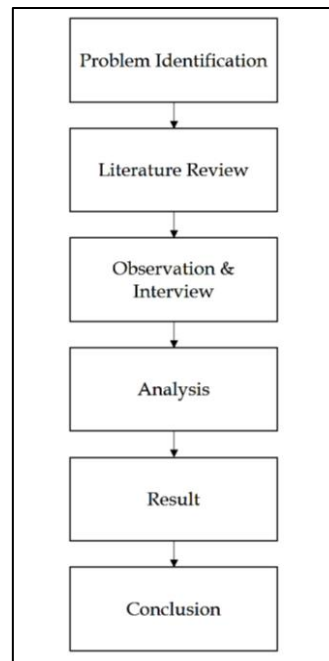 Problem Identification
Literature Review
Observation &
Interview
Analysis
Result
Conclusion